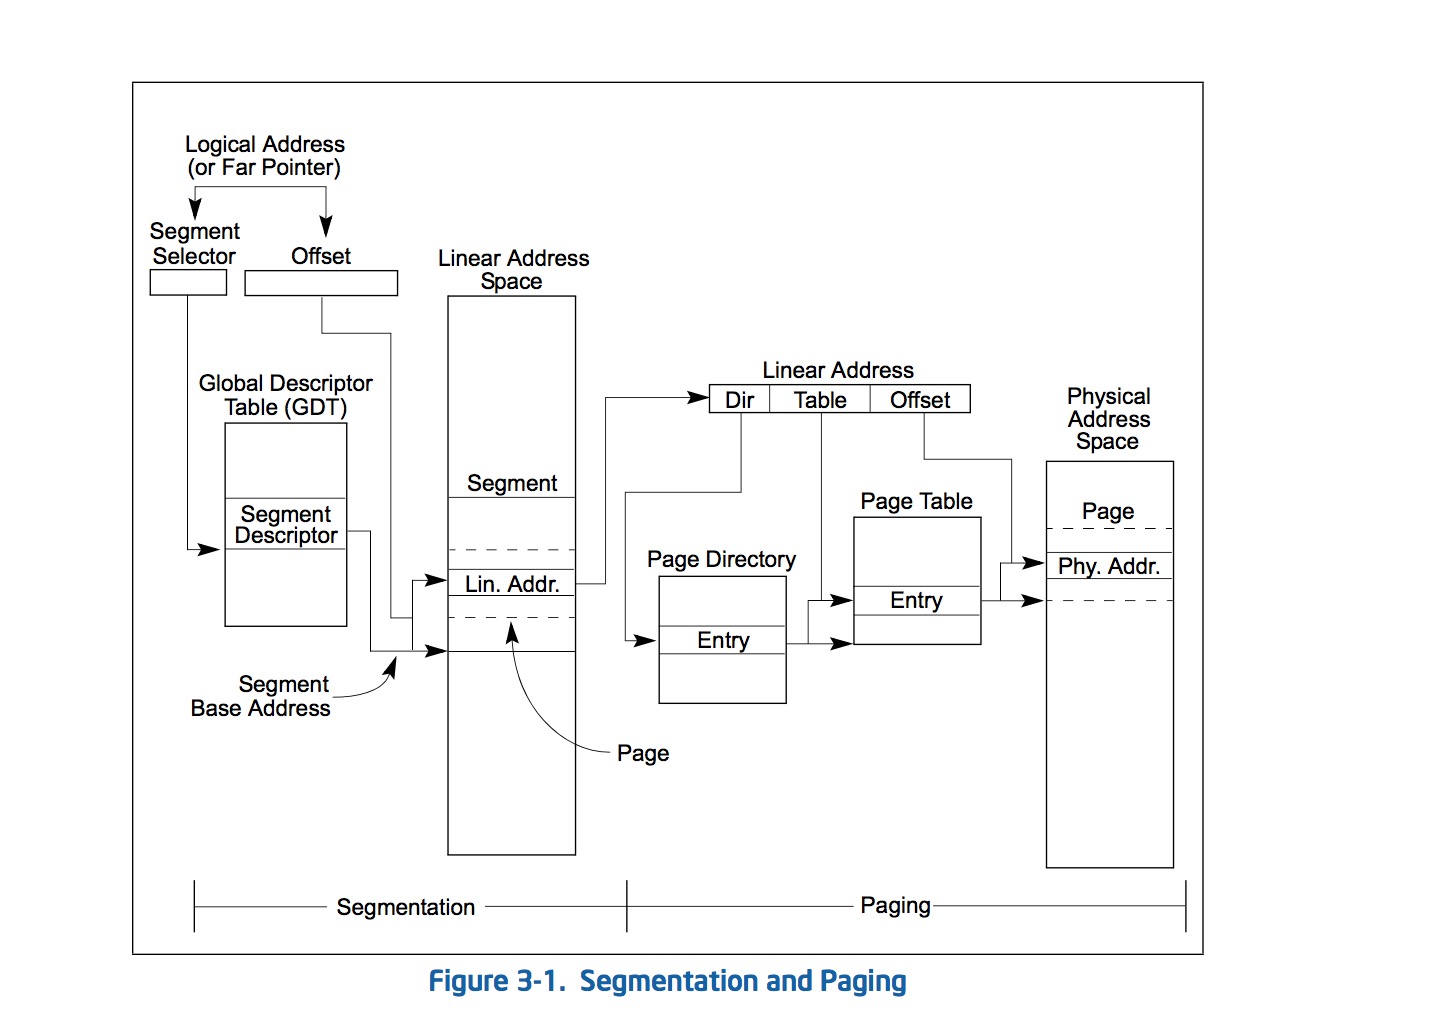 Logical Address
(or Far Pointer)
Segment
Selector
Offset
Linear Address
Space
Global Descriptor
Table (GDT)
Segment
Descriptor
Segment
Lin. Addr.
Segment
Base Address
Page
Linear Address
Dir
Table
Offset
Page Directory
Entry
Page Table
Entry
Physical
Address
Space
Page
Phy. Addr.
Segmentation
Paging
Figure 3-1. Segmentation and Paging